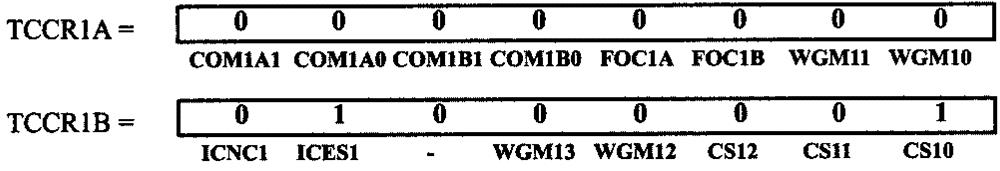 TCCR1A = 0 0 0 0 0 0 0 0
COM1A1 COM1A0 COM1B1 COM1B0 FOC1A FOC1B WGM11 WGM10
TCCR1B = 0 1 0 0 0 0 0 1
ICNC1 ICES1 - WGM13 WGM12 CS12 CS11 CS10